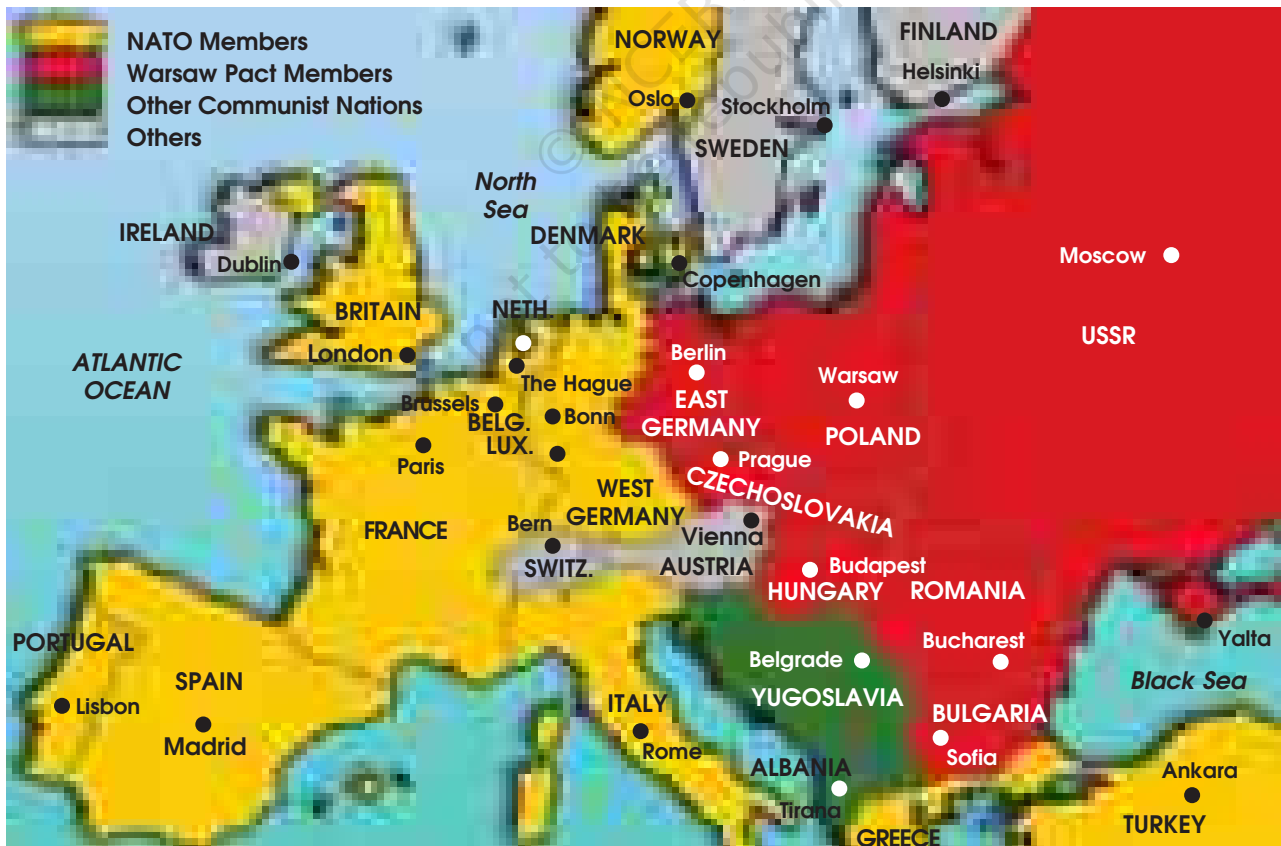 NATO Members
Warsaw Pact Members
Other Communist Nations
Others
NORWAY
Oslo
FINLAND
Helsinki
Stockholm
SWEDEN
North
Sea
IRELAND
Dublin
DENMARK
Copenhagen
Moscow
BRITAIN
NETH.
London
USSR
ATLANTIC
OCEAN
The Hague
Berlin
EAST
GERMANY
Warsaw
POLAND
Brussels
BELG.
LUX.
Bonn
Paris
Prague
CZECHOSLOVAKIA
WEST
GERMANY
FRANCE
Bern
SWITZ.
Vienna
AUSTRIA
Budapest
HUNGARY
ROMANIA
Yalta
PORTUGAL
Lisbon
SPAIN
Madrid
Belgrade
YUGOSLAVIA
Bucharest
Black Sea
ITALY
Rome
BULGARIA
Sofia
ALBANIA
Tirana
GREECE
Ankara
TURKEY